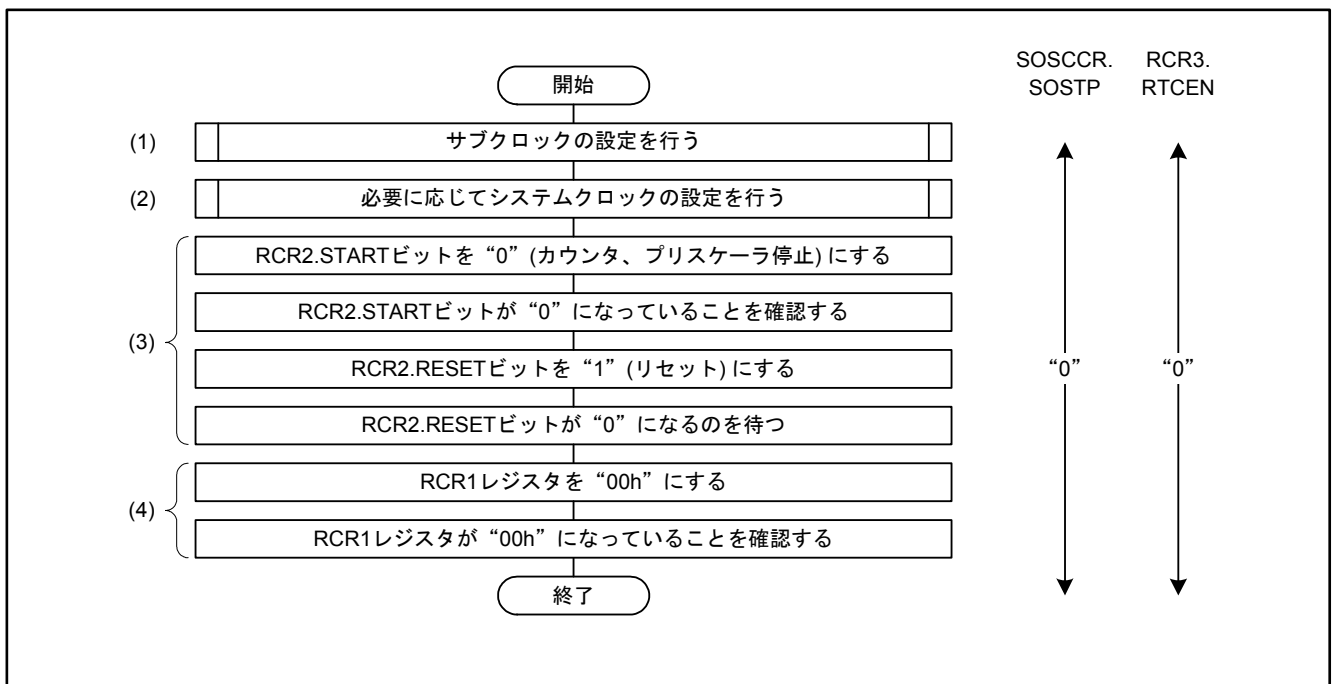 SOSCCR.
SOSTP
RCR3.
RTCEN
開始
(1)
サブクロックの設定を行う
(2)
必要に応じてシステムクロックの設定を行う
RCR2.STARTビットを“0” (カウンタ、プリスケーラ停止) にする
RCR2.STARTビットが“0”になっていることを確認する
(3)
RCR2.RESETビットを“1” (リセット) にする
“0”
“0”
RCR2.RESETビットが“0”になるのを待つ
RCR1レジスタを“00h”にする
(4)
RCR1レジスタが“00h”になっていることを確認する
終了